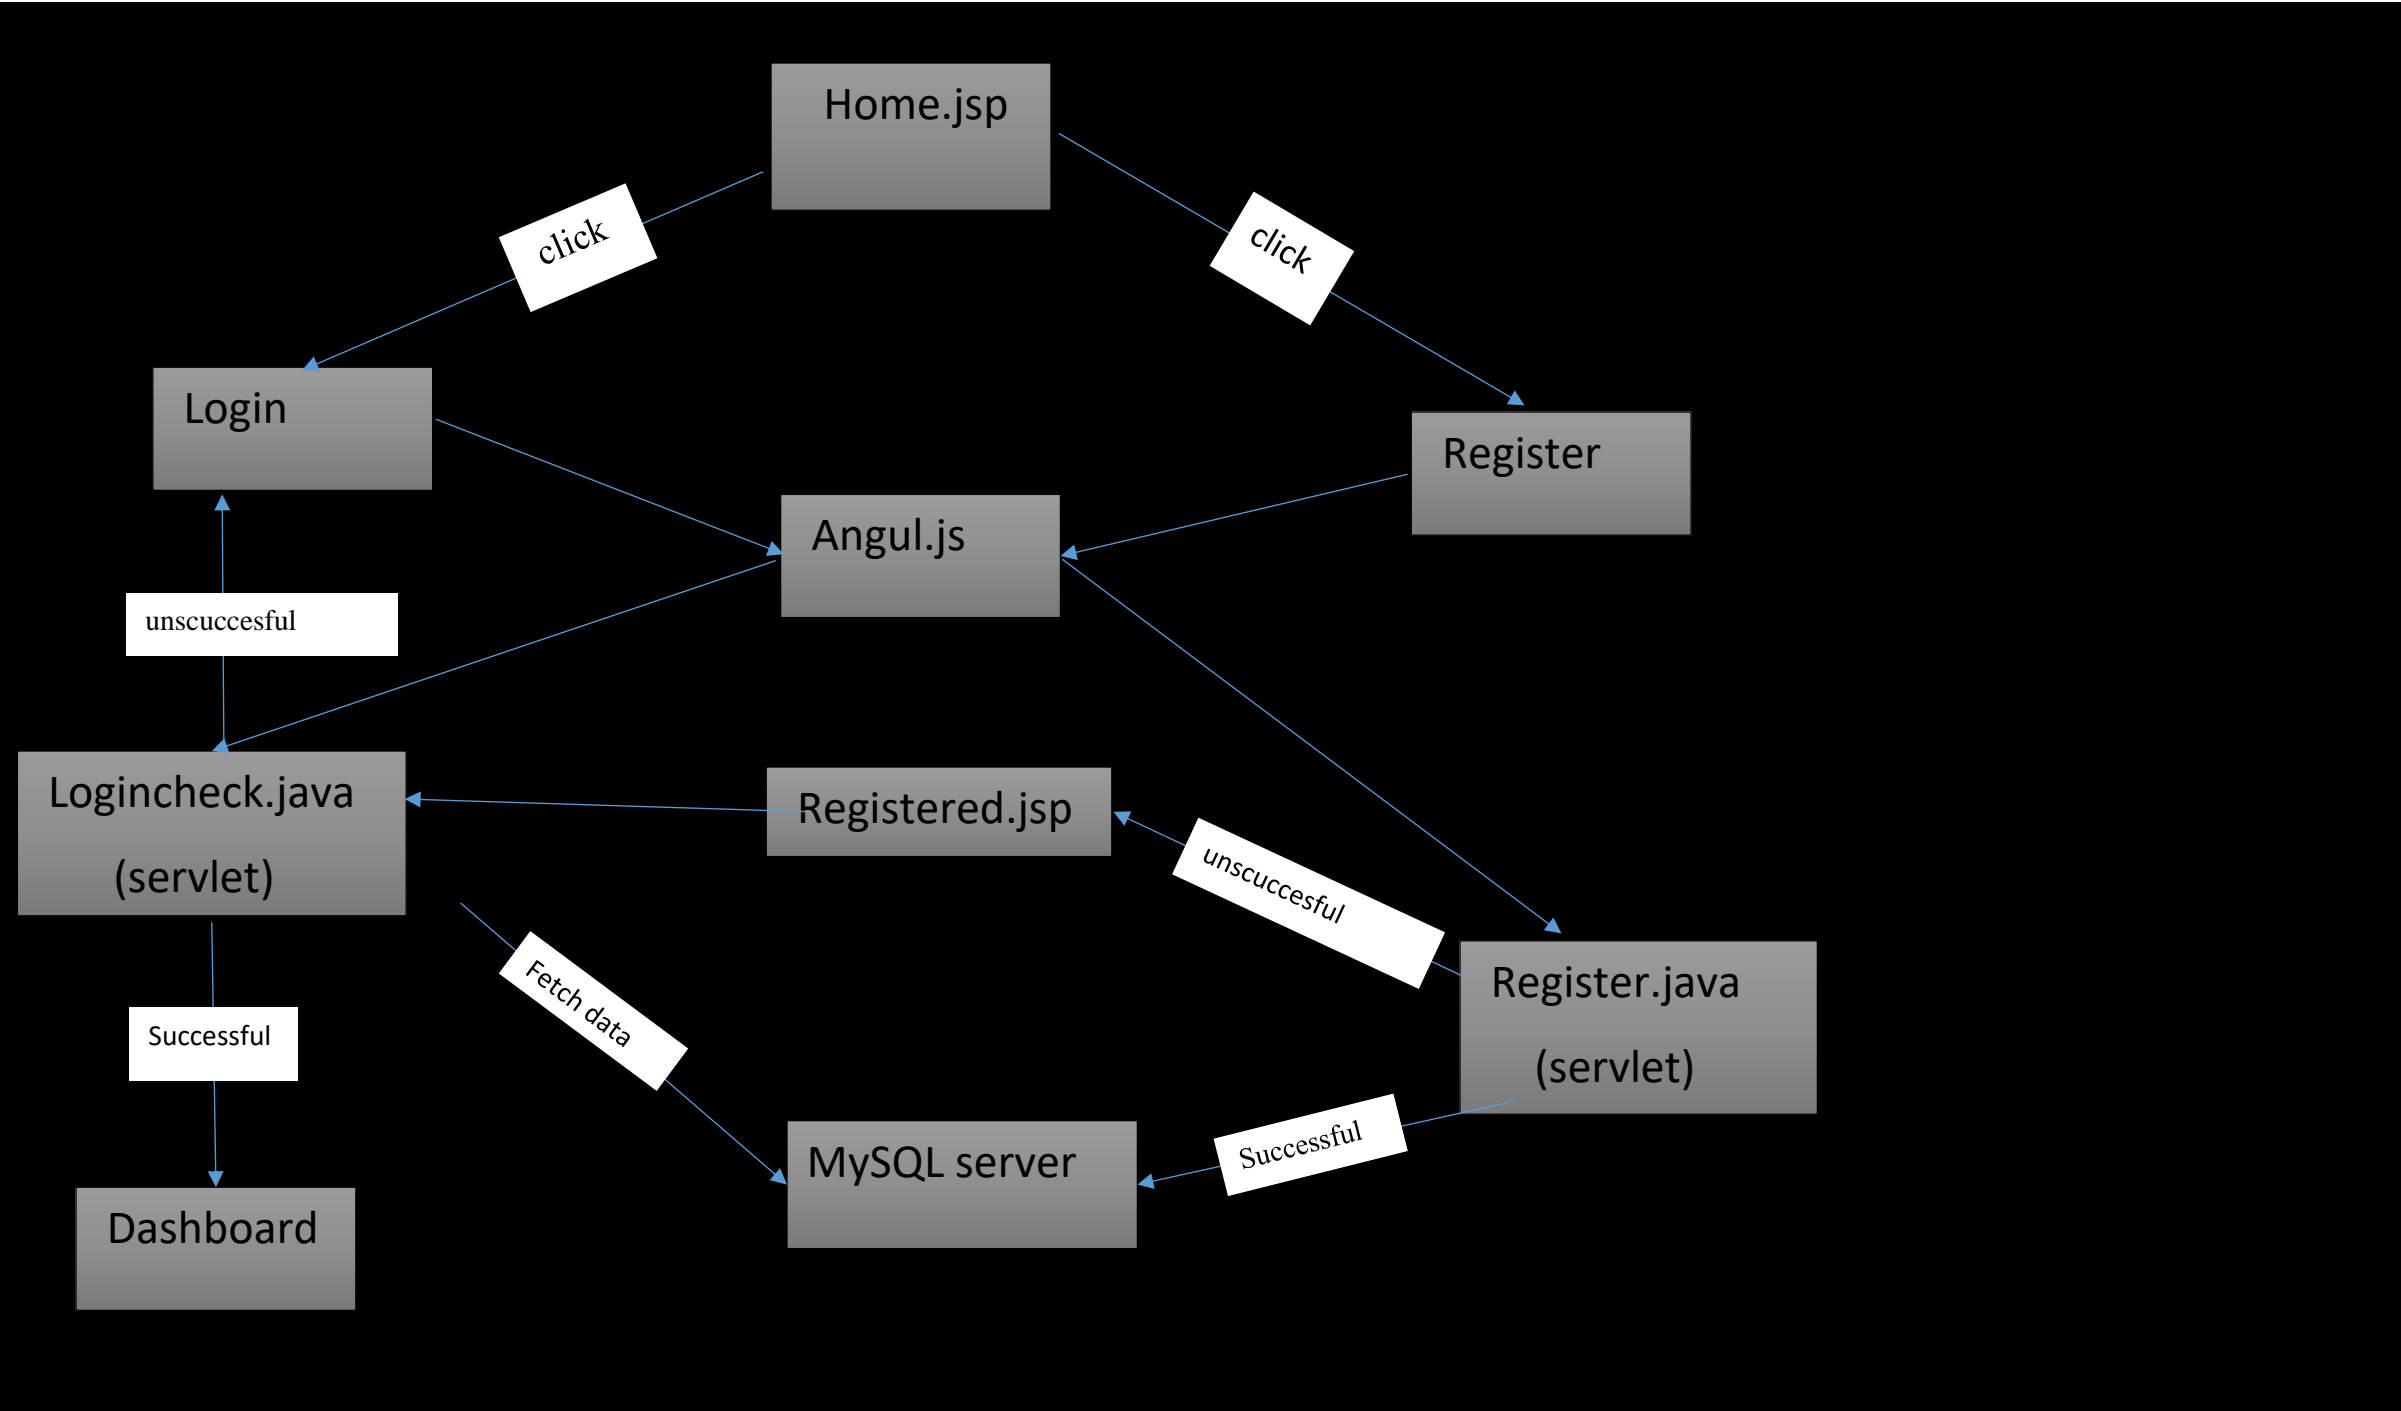 Home.jsp
click
click
Login
Register
Angul.js
unscuccesful
Logincheck.java
(servlet)
Registered.jsp
unscuccesful
Fetch data
Register.java
(servlet)
Successful
Successful
MySQL server
Dashboard